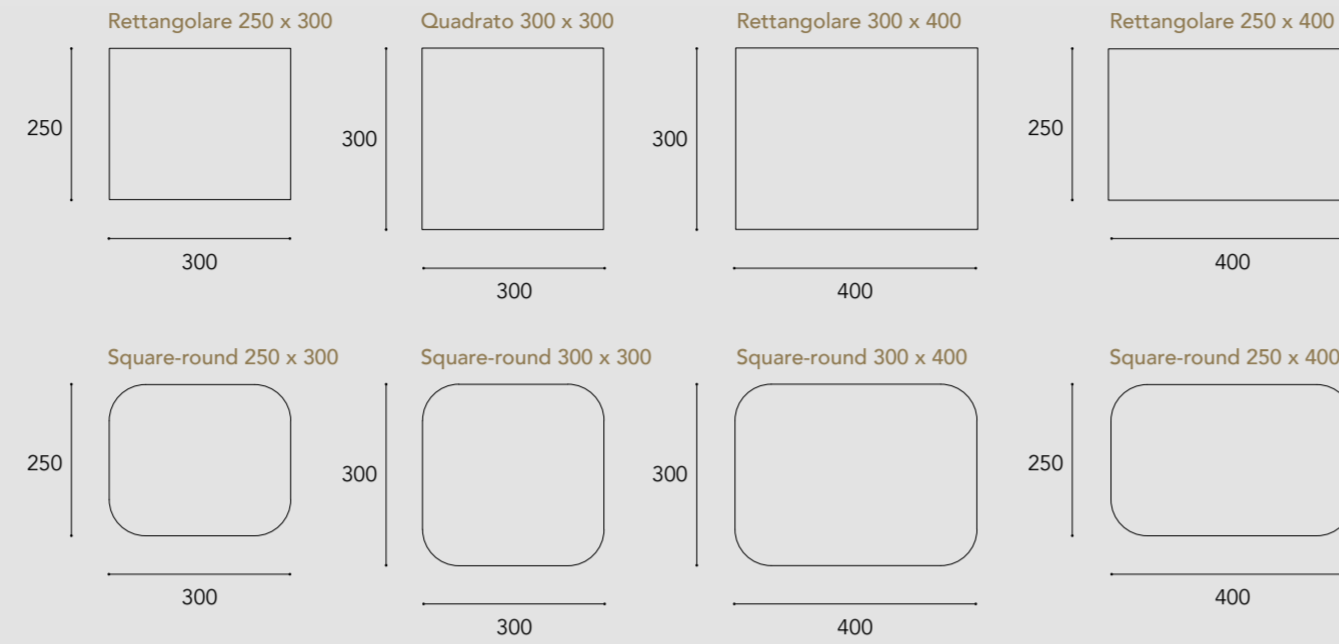 Rettangolare 250 x 300
Quadrato 300 x 300
Rettangolare 300 x 400
Rettangolare 250 x 400
250
300
300
250
300
300
400
400
Square-round 250 x 300
Square-round 300 x 300
Square-round 300 x 400
Square-round 250 x 400
250
300
300
250
300
300
400
400